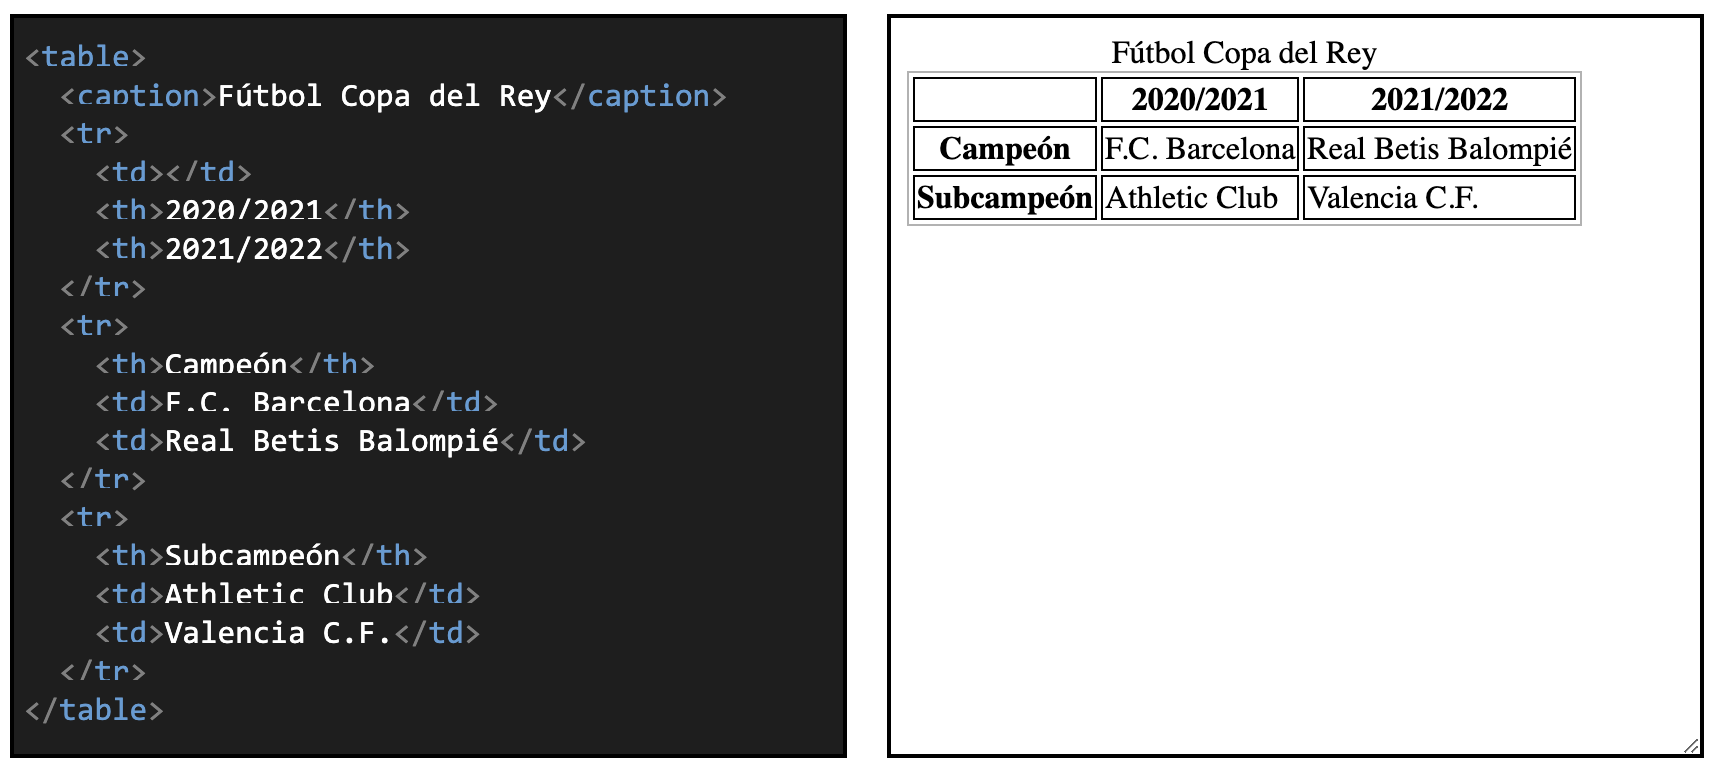 <table>
<caption>Fútbol Copa del Rey</caption>
<tr>
<td></td>
<th>2020/2021</th>
<th>2021/2022</th>
</tr>
<tr>
<th>Campeón</th>
<td>F.C. Barcelona</td>
<td>Real Betis Balompié</td>
</tr>
<tr>
<th>Subcampeón</th>
<td>Athletic Club</td>
<td>Valencia C.F.</td>
</tr>
</table>
Fútbol Copa del Rey
2020/2021 2021/2022
Campeón F.C. Barcelona Real Betis Balompié
Subcampeón Athletic Club Valencia C.F.